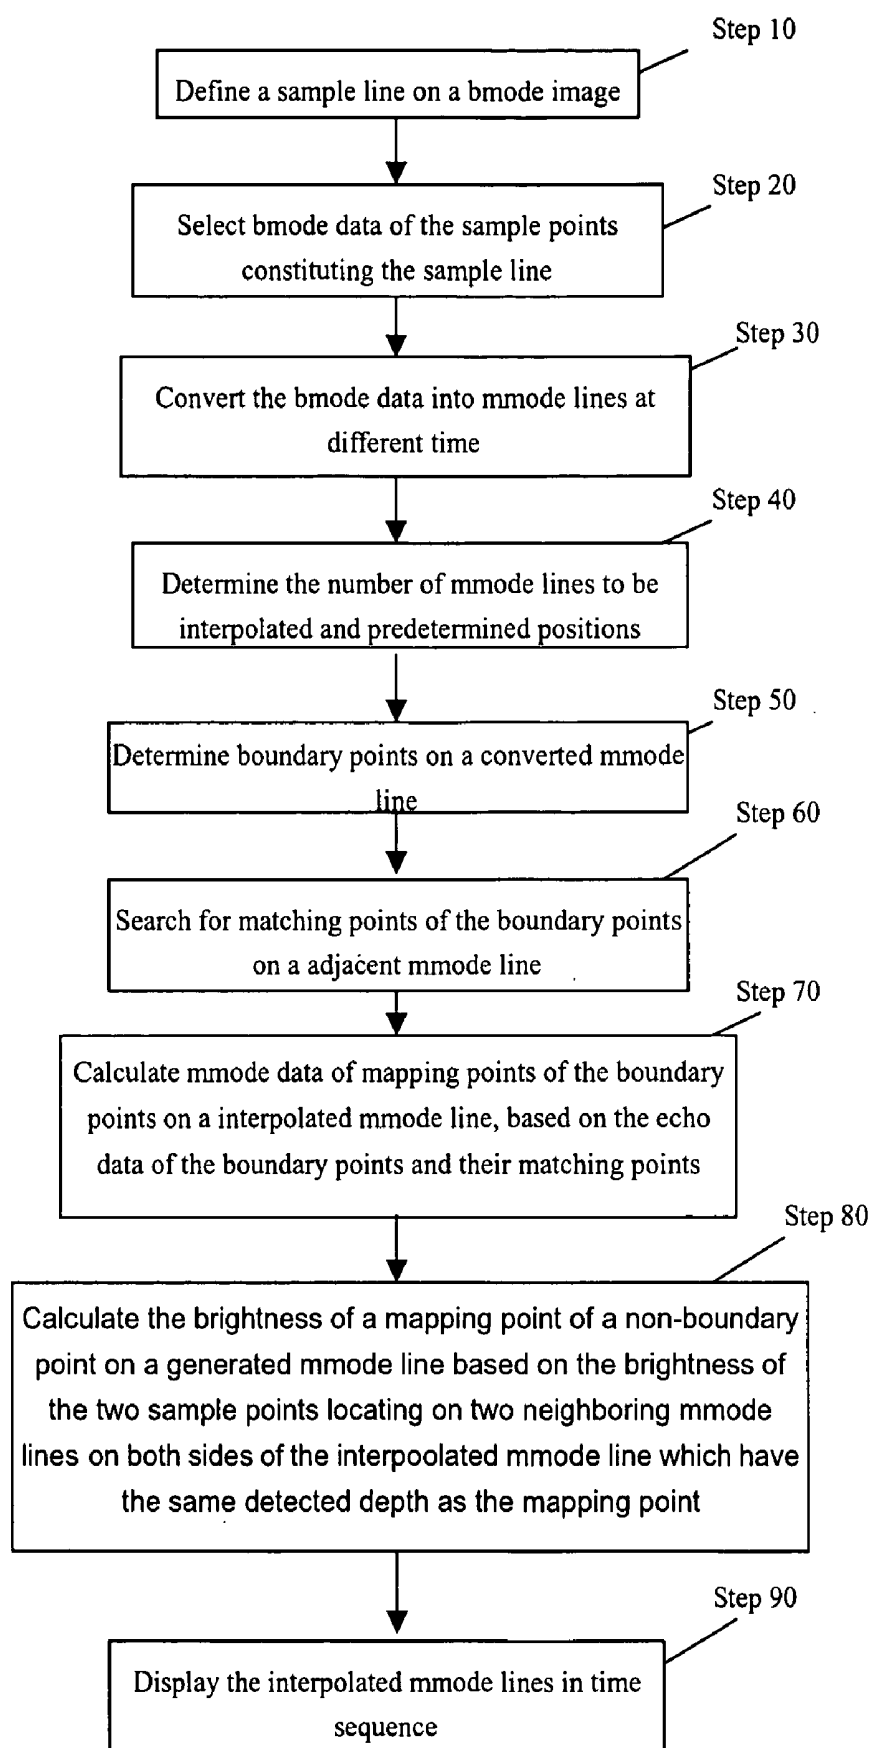 Step 10
Define a sample line on a bmode image
Step 20
Select bmode data of the sample points
constituting the sample line
Step 30
Convert the bmode data into mmode lines at
different time
Step 40
Determine the number of mmode lines to be
interpolated and predetermined positions
Step 50
Determine boundary points on a converted mmode
line
Step 60
Search for matching points of the boundary points
on a adjacent mmode line
Step 70
Calculate mmode data of mapping points of the boundary
points on a interpolated mmode line, based on the echo
data of the boundary points and their matching points
Step 80
Calculate the brightness of a mapping point of a non-boundary
point on a generated mmode line based on the brightness of
the two sample points locating on two neighboring mmode
lines on both sides of the interpoolated mmode line which have
the same detected depth as the mapping point
Step 90
Display the interpolated mmode lines in time
sequence